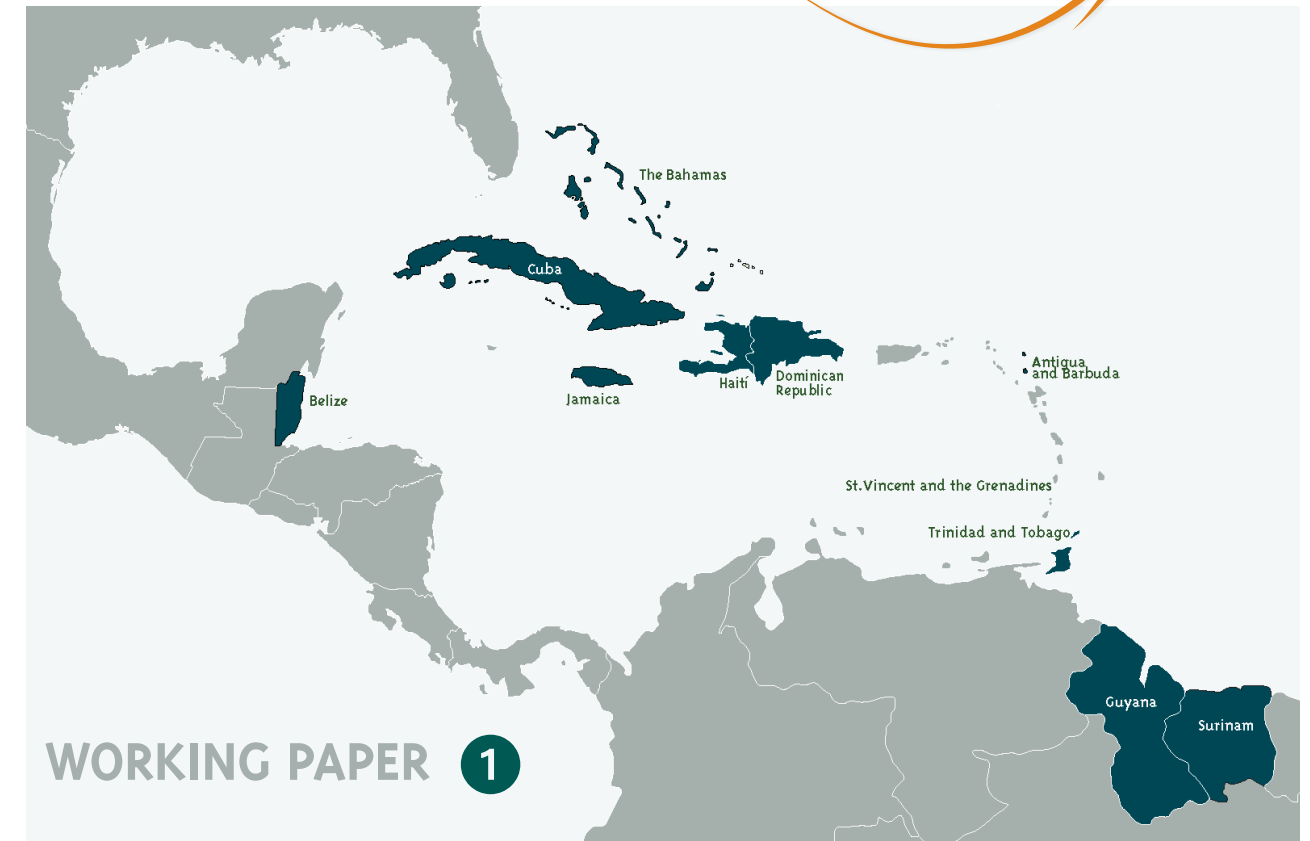 The Bahamas
Cuba
Antigua
and Barbuda
Haití
Dominican
Republic
Jamaica
Belize
St.Vincent and the Grenadines
Trinidad and Tobago
Guyana
Surinam
WORKING PAPER 1